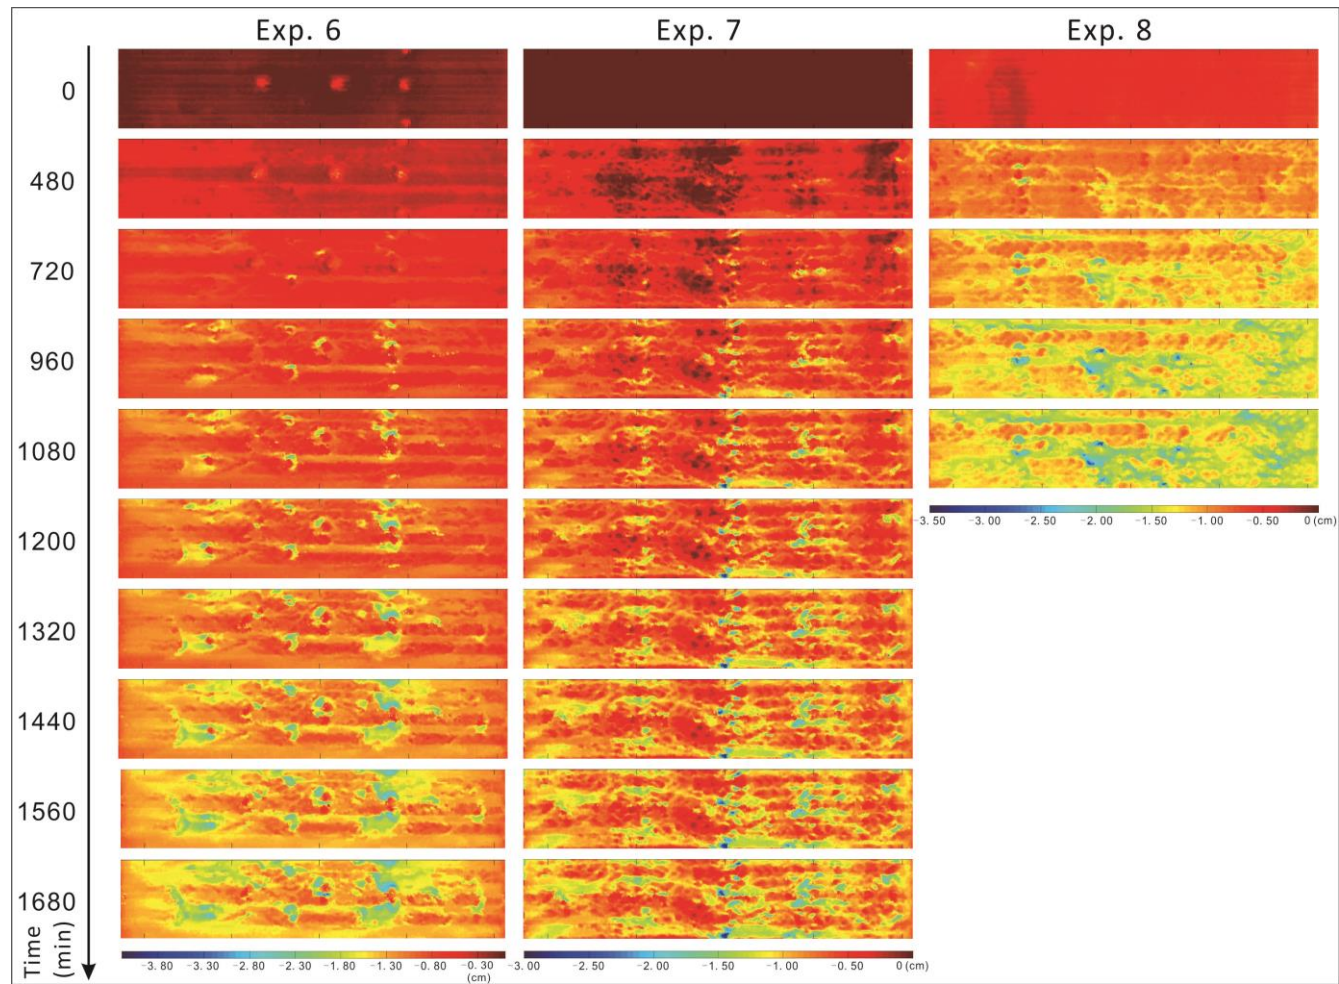 Exp. 6 Exp. 7 Exp. 8
0
480
720
960
1080
1200
1320
1440
1560
1680
Time (min)
-3.50 -3.00 -2.50 -2.00 -1.50 -1.00 -0.50 0 (cm)
-3.80 -3.30 -2.80 -2.30 -1.80 -1.30 -0.80 -0.30 (cm)
-3.00 -2.50 -2.00 -1.50 -1.00 -0.50 0 (cm)